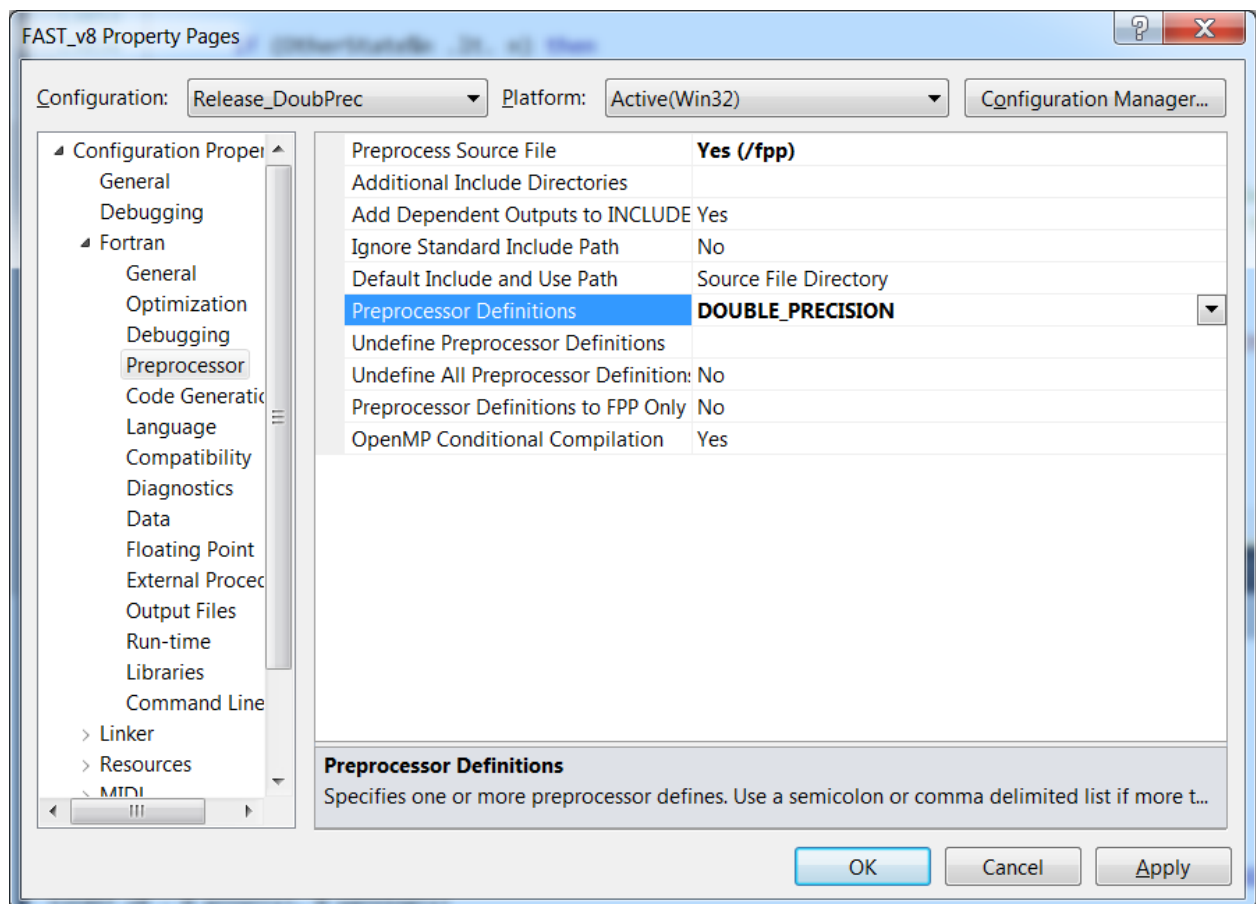 FAST_v8 Property Pages
Configuration: Release_DoubPrec Platform: Active(Win32) Configuration Manager...
Configuration Proper
General
Debugging
Fortran
General
Optimization
Debugging
Preprocessor
Code Generatic
Language
Compatibility
Diagnostics
Data
Floating Point
External Proced
Output Files
Run-time
Libraries
Command Line
Linker
Resources
MIDL
Preprocess Source File Yes (/fpp)
Additional Include Directories
Add Dependent Outputs to INCLUDE Yes
Ignore Standard Include Path No
Default Include and Use Path Source File Directory
Preprocessor Definitions DOUBLE_PRECISION
Undefine Preprocessor Definitions
Undefine All Preprocessor Definitions No
Preprocessor Definitions to FPP Only No
OpenMP Conditional Compilation Yes
Preprocessor Definitions
Specifies one or more preprocessor defines. Use a semicolon or comma delimited list if more t...
OK Cancel Apply